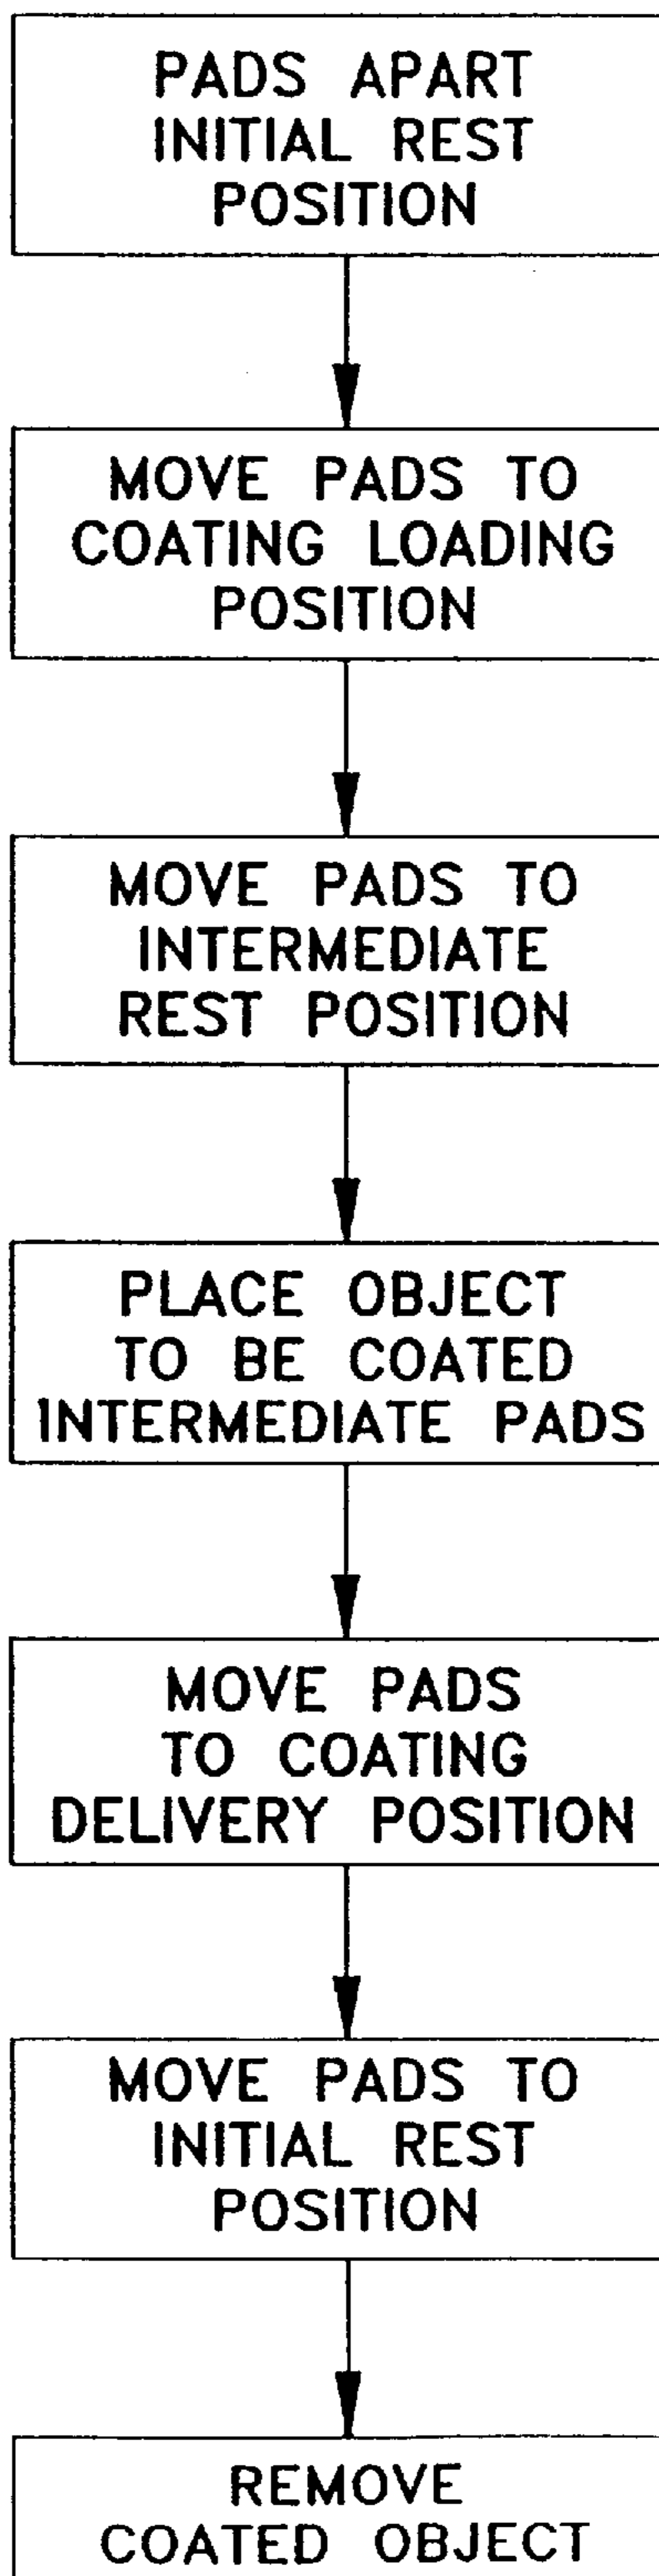 PADS APART
INITIAL REST
POSITION
MOVE PADS TO
COATING LOADING
POSITION
MOVE PADS TO
INTERMEDIATE
REST POSITION
PLACE OBJECT
TO BE COATED
INTERMEDIATE PADS
MOVE PADS
TO COATING
DELIVERY POSITION
MOVE PADS TO
INITIAL REST
POSITION
REMOVE
COATED OBJECT